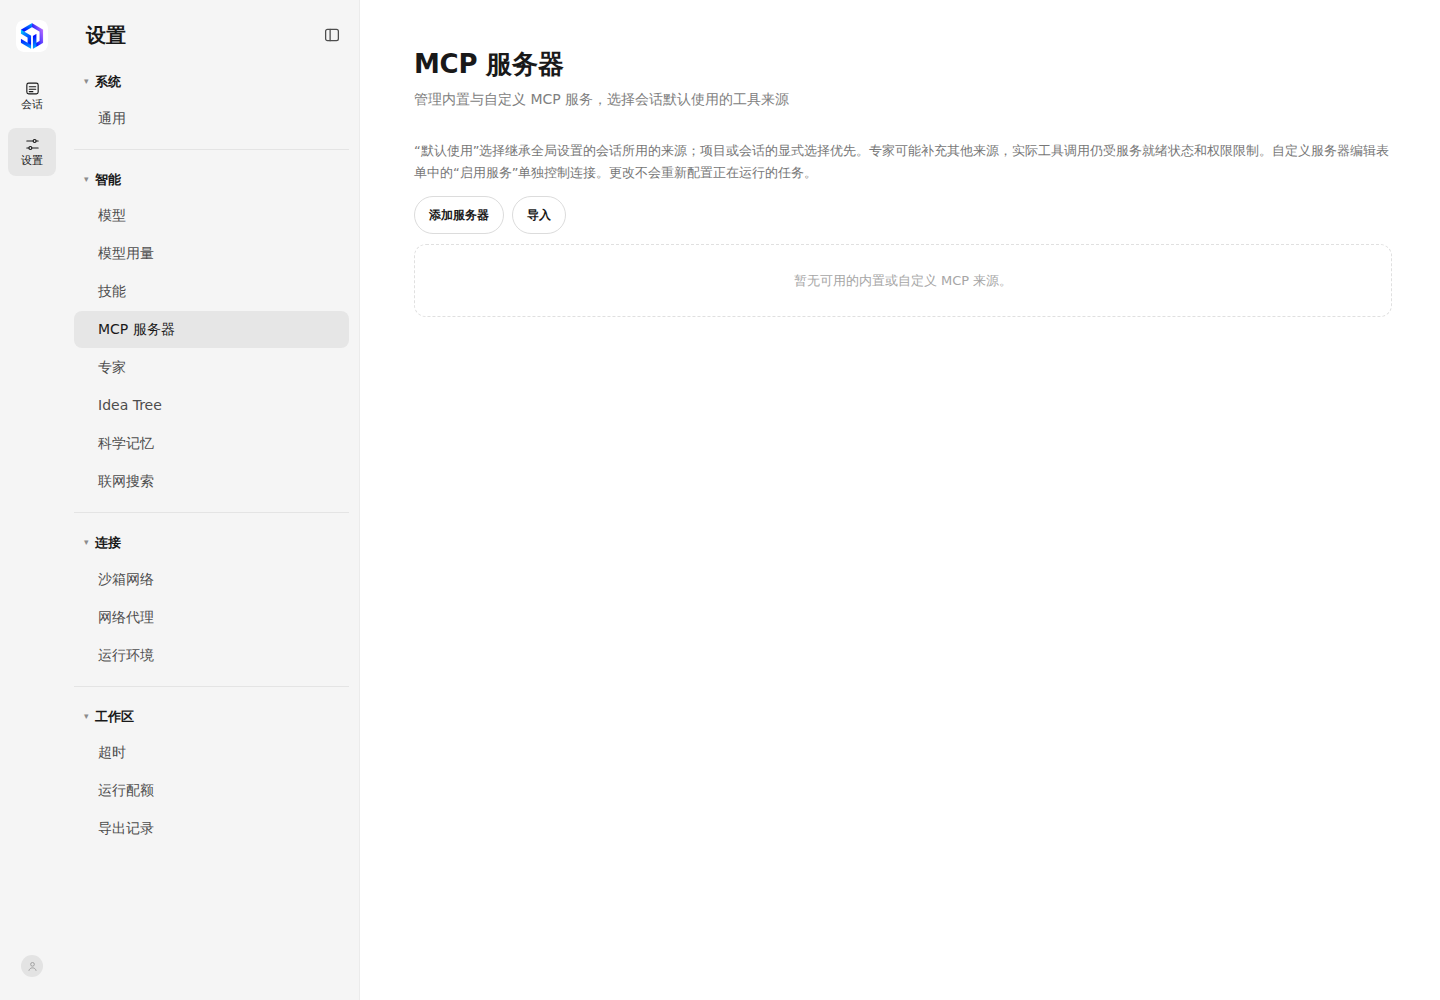 会话
设置
设置
系统
通用
智能
模型
模型用量
技能
MCP 服务器
专家
Idea Tree
科学记忆
联网搜索
连接
沙箱网络
网络代理
运行环境
工作区
超时
运行配额
导出记录
MCP 服务器
管理内置与自定义 MCP 服务，选择会话默认使用的工具来源
“默认使用”选择继承全局设置的会话所用的来源；项目或会话的显式选择优先。专家可能补充其他来源，实际工具调用仍受服务就绪状态和权限限制。自定义服务器编辑表
单中的“启用服务”单独控制连接。更改不会重新配置正在运行的任务。
添加服务器
导入
暂无可用的内置或自定义 MCP 来源。